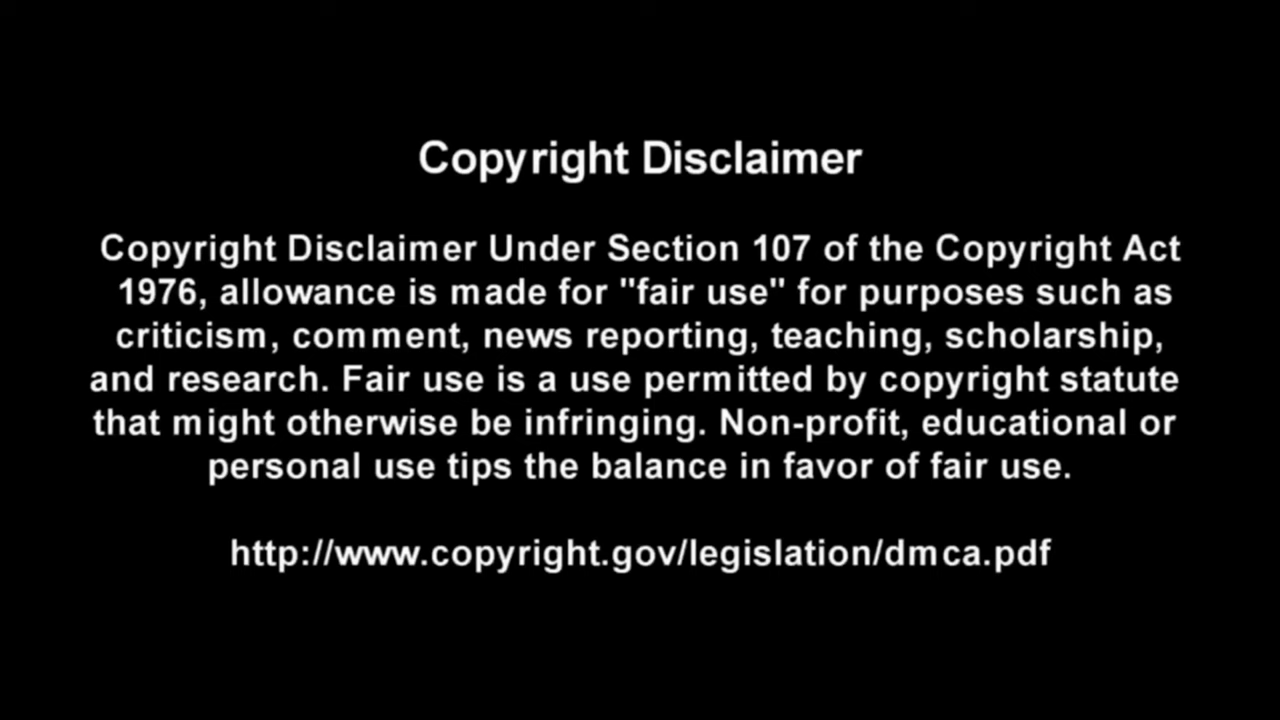 Copyright Disclaimer
Copyright Disclaimer Under Section 107 of the Copyright Act
1976, allowance is made for "fair use" for purposes such as
criticism, comment, news reporting, teaching, scholarship,
and research. Fair use is a use permitted by copyright statute
that might otherwise be infringing. Non-profit, educational or
personal use tips the balance in favor of fair use.
http://www.copyright.gov/legislation/dmca.pdf